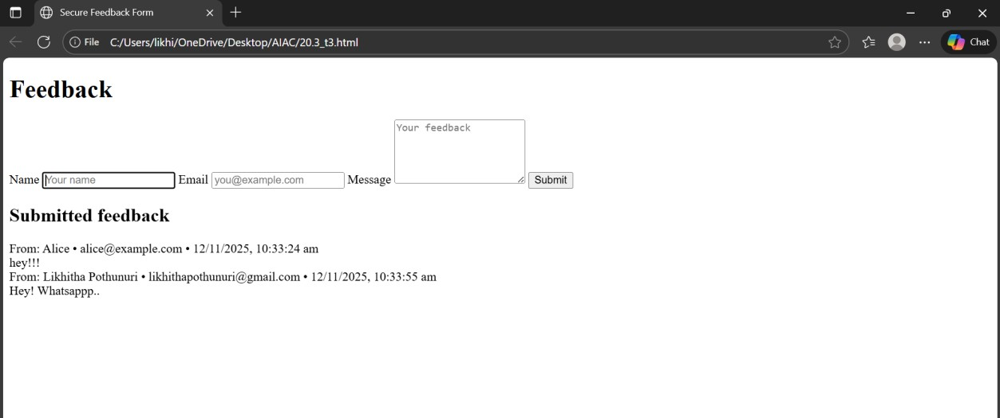 Secure Feedback Form
File C:/Users/likhi/OneDrive/Desktop/AIAC/20.3_t3.html
Chat
Feedback
Name Your name Email you@example.com Message Your feedback Submit
Submitted feedback
From: Alice • alice@example.com • 12/11/2025, 10:33:24 am
hey!!!
From: Likhitha Pothunuri • likhithapothunuri@gmail.com • 12/11/2025, 10:33:55 am
Hey! Whatsappp..